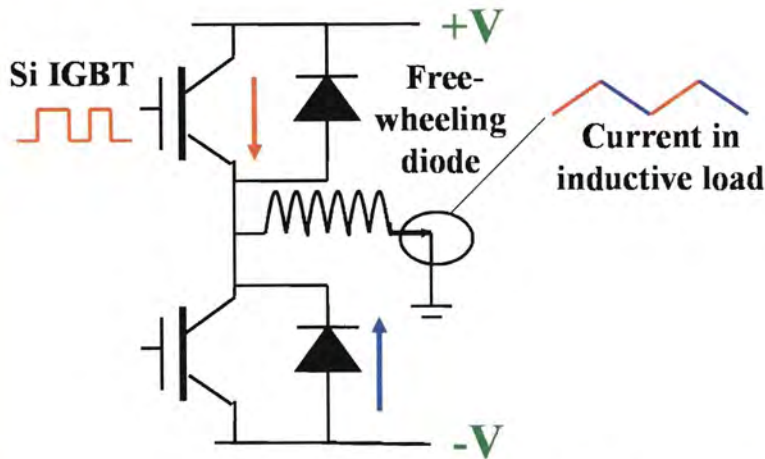 +V
Si IGBT
Free-
wheeling
diode
Current in
inductive load
-V